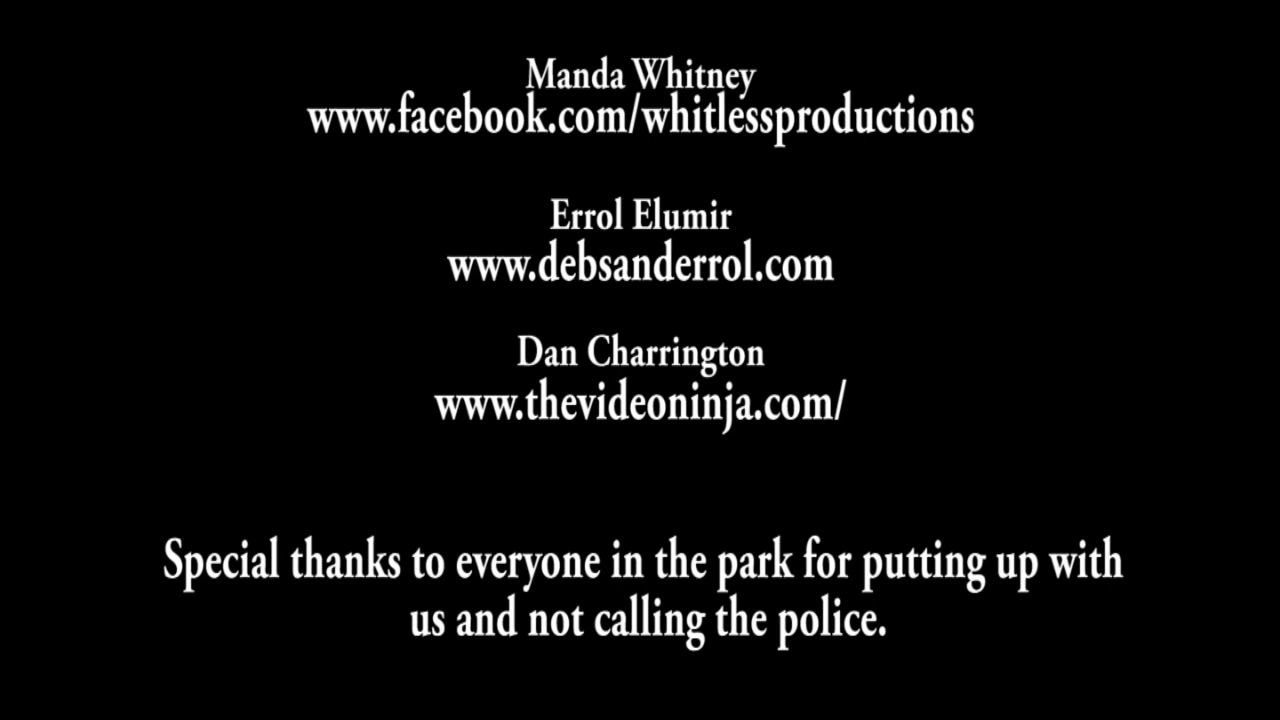 Manda Whitney
www.facebook.com/whitlessproductions
Errol Elumir
www.debsanderrol.com
Dan Charrington
www.thevideoninja.com/
Special thanks to everyone in the park for putting up with
us and not calling the police.